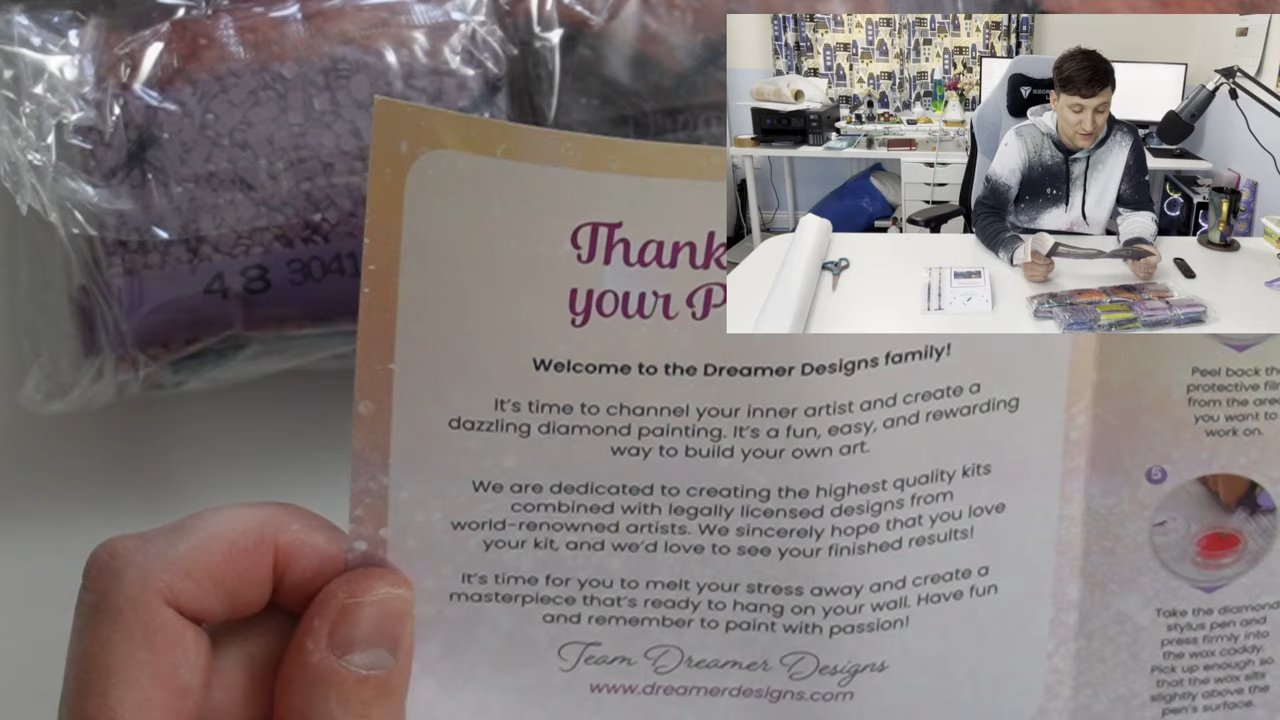 48 3041
Thank
your P
Welcome to the Dreamer Designs family!
It's time to channel your inner artist and create a
dazzling diamond painting. It's a fun, easy, and rewarding
way to build your own art.
We are dedicated to creating the highest quality kits
combined with legally licensed designs from
world-renowned artists. We sincerely hope that you love
your kit, and we'd love to see your finished results!
It's time for you to melt your stress away and create a
masterpiece that's ready to hang on your wall. Have fun
and remember to paint with passion!
Team Dreamer Designs
www.dreamerdesigns.com
Peel back th
protective fil
from the are
you want to
work on.
5
Take the diamond
stylus pen and
press firmly into
the wax caddy.
Pick up enough so
that the wax sits
slightly above the
pen's surface.